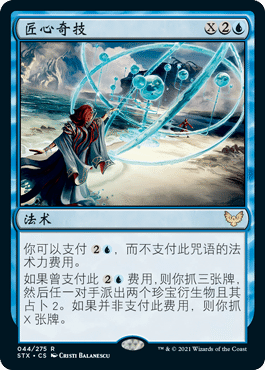 匠心奇技 X2U
法术
你可以支付2U,而不支付此咒语的法
术力费用。
如果曾支付此2U费用,则你抓三张牌,
然后任一对手派出两个珍宝衍生物且其
占卜2。如果并非支付此费用,则你抓
X张牌。
044/275 R
STX • CS CRISTI BALANESCU
™ & © 2021 Wizards of the Coast